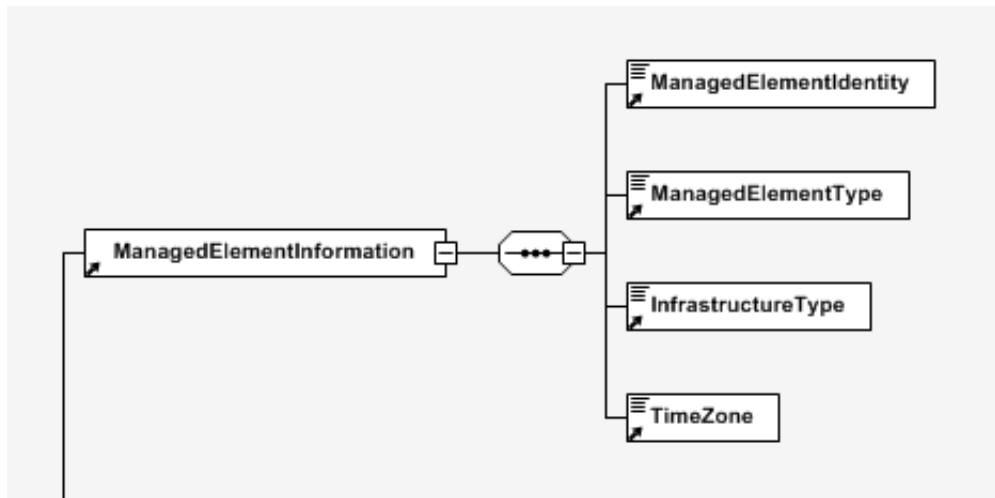 ManagedElementIdentity
ManagedElementType
ManagedElementInformation
InfrastructureType
TimeZone